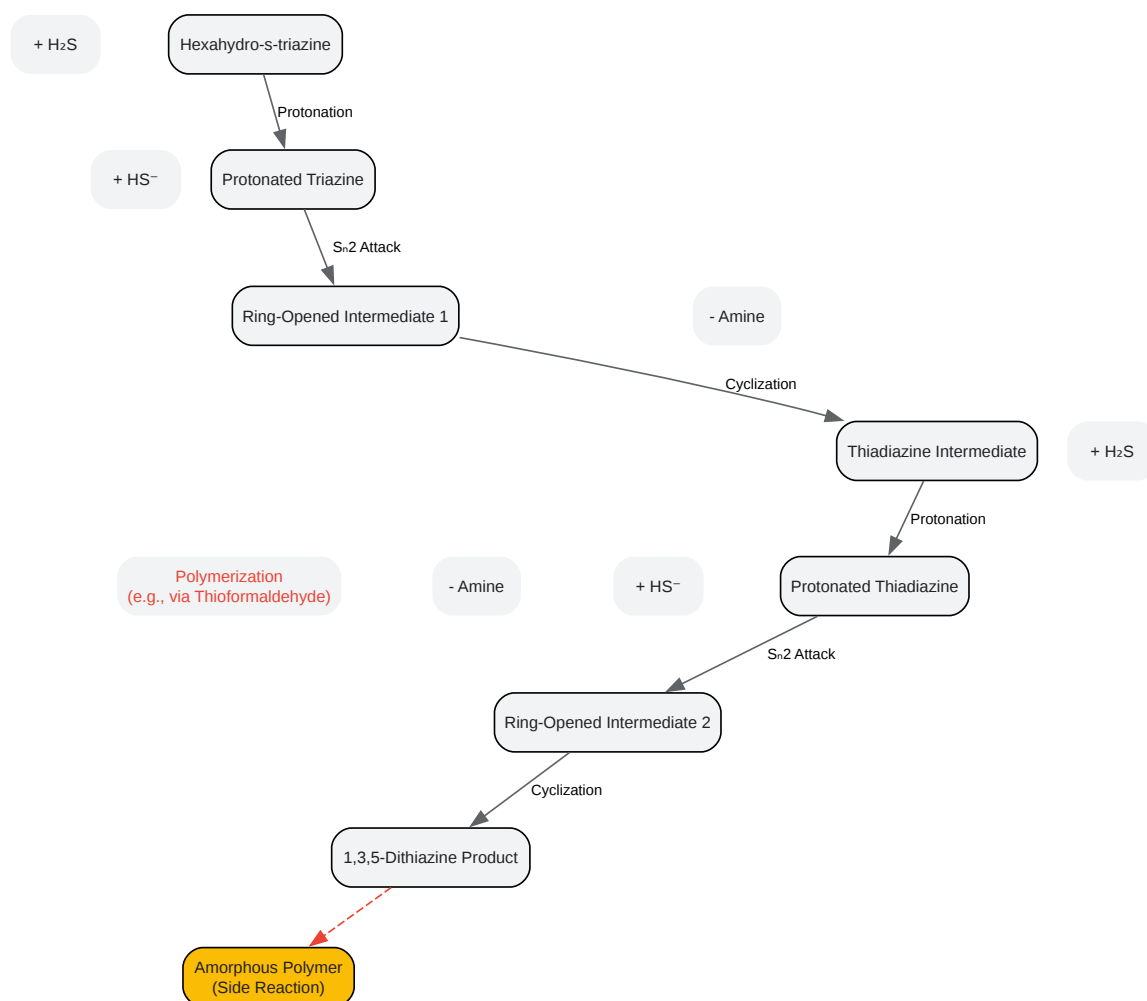 + H₂S
Hexahydro-s-triazine
Protonation
+ HS⁻
Protonated Triazine
Sₙ2 Attack
Ring-Opened Intermediate 1
- Amine
Cyclization
Thiadiazine Intermediate
+ H₂S
Protonation
Polymerization
(e.g., via Thioformaldehyde)
- Amine
+ HS⁻
Protonated Thiadiazine
Sₙ2 Attack
Ring-Opened Intermediate 2
Cyclization
1,3,5-Dithiazine Product
Amorphous Polymer
(Side Reaction)